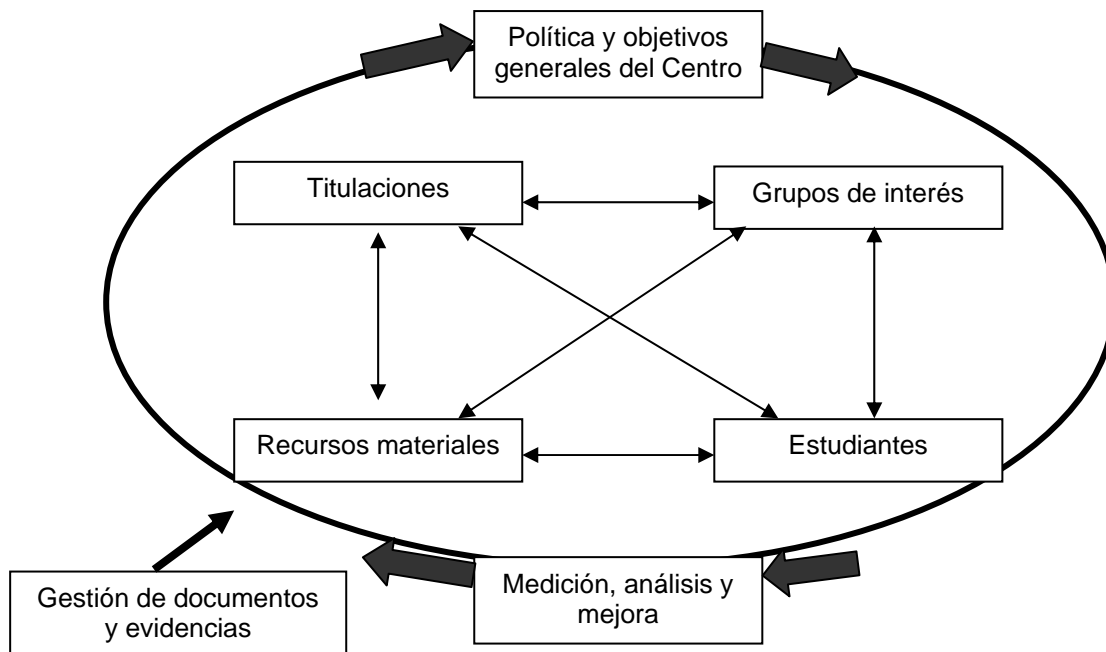 Política y objetivos
generales del Centro
Titulaciones
Grupos de interés
Recursos materiales
Estudiantes
Gestión de documentos
y evidencias
Medición, análisis y
mejora